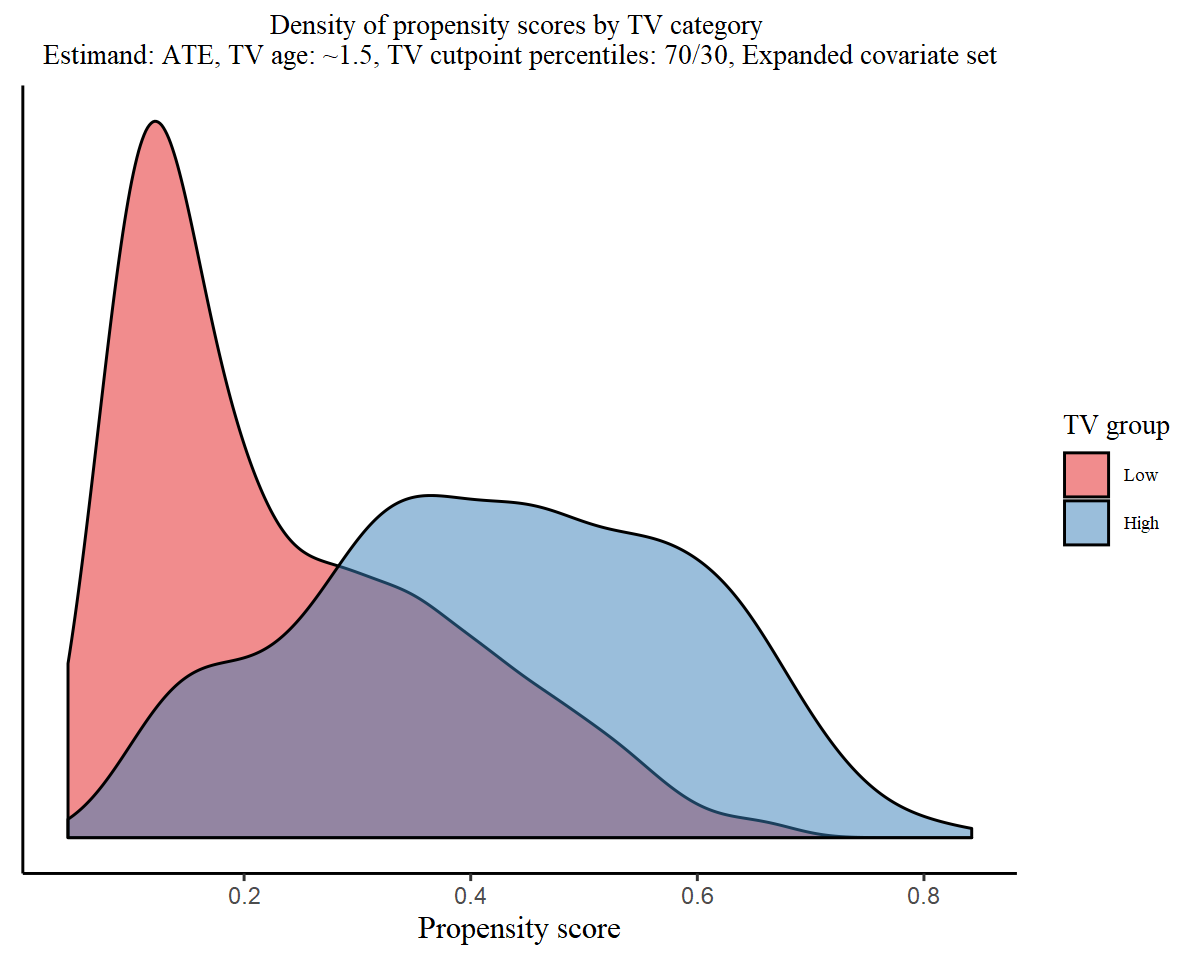 Density of propensity scores by TV category
Estimand: ATE, TV age: ~1.5, TV cutpoint percentiles: 70/30, Expanded covariate set
TV group
Low
High
0.2 0.4 0.6 0.8
Propensity score